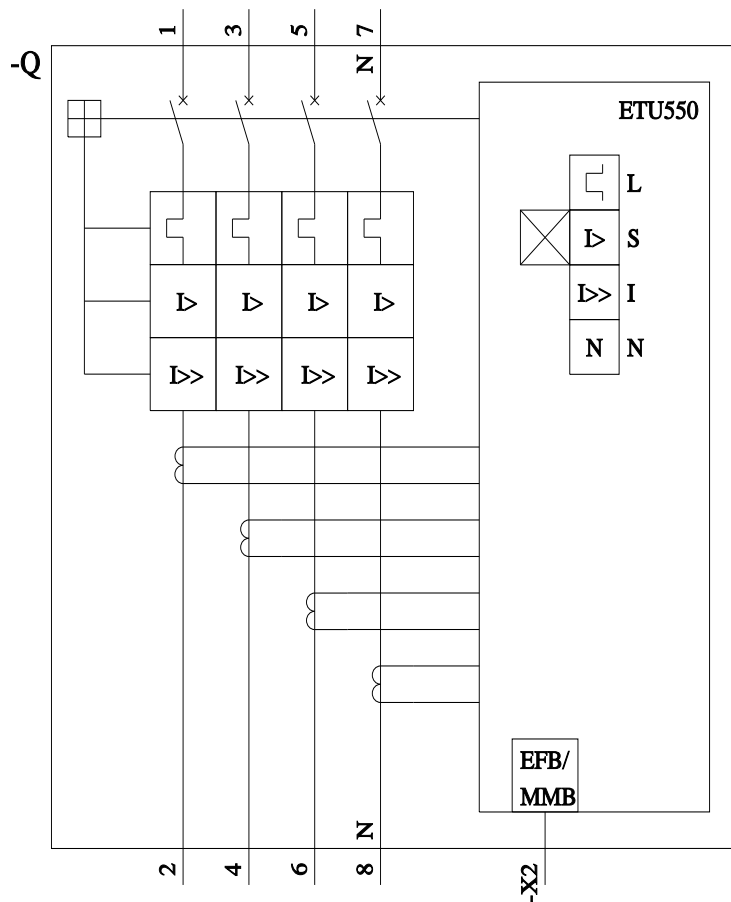 1 3 5 7
-Q
N
ETU550
L
I> I> I> I>
I> S
I>> I
I>> I>> I>> I>>
N N
EFB/
MMB
N
2 4 6 8
-X2